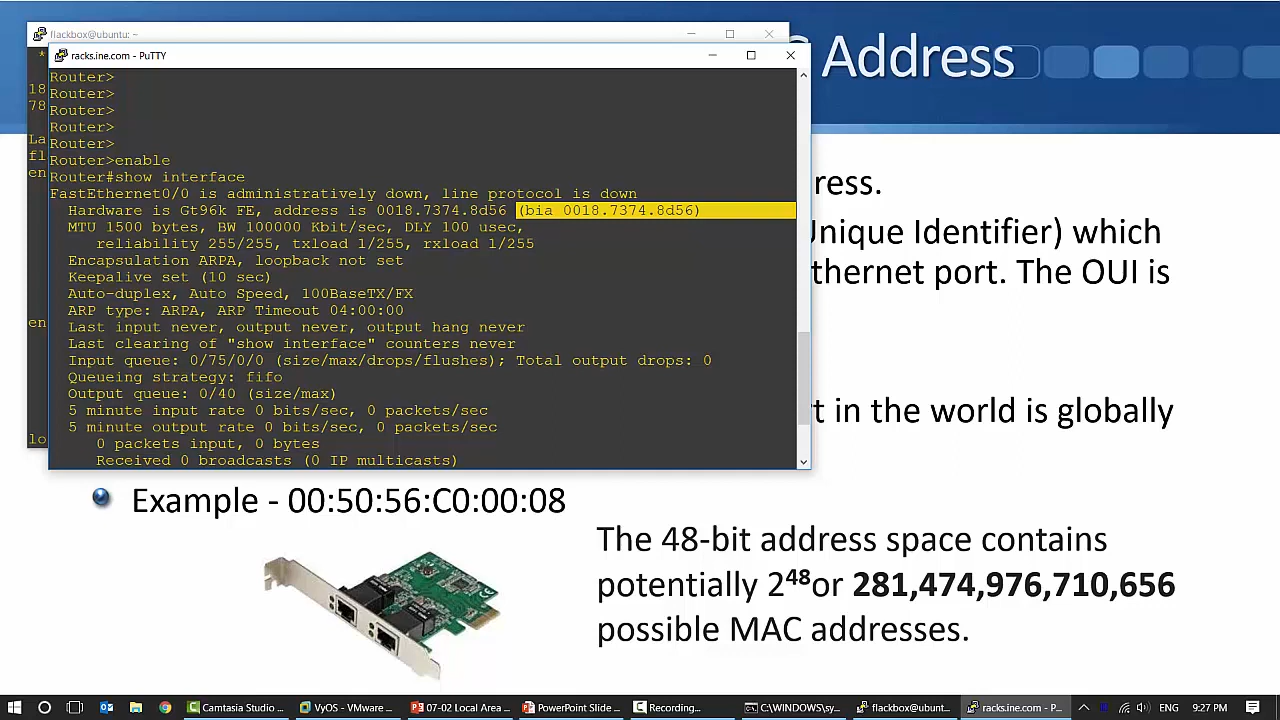 flackbox@ubuntu: ~
Address
racks.ine.com - PuTTY
Router>
Router>
18
Router>
78
Router>
La
Router>
fl
Router>enable
en
Router#show interface
ress.
FastEthernet0/0 is administratively down, line protocol is down
Hardware is Gt96k FE, address is 0018.7374.8d56 (bia 0018.7374.8d56)
MTU 1500 bytes, BW 100000 Kbit/sec, DLY 100 usec,
Unique Identifier) which
reliability 255/255, txload 1/255, rxload 1/255
Encapsulation ARPA, loopback not set
thernet port. The OUI is
Keepalive set (10 sec)
Auto-duplex, Auto Speed, 100BaseTX/FX
ARP type: ARPA, ARP Timeout 04:00:00
en
Last input never, output never, output hang never
Last clearing of "show interface" counters never
Input queue: 0/75/0/0 (size/max/drops/flushes); Total output drops: 0
Queueing strategy: fifo
Output queue: 0/40 (size/max)
5 minute input rate 0 bits/sec, 0 packets/sec
t in the world is globally
5 minute output rate 0 bits/sec, 0 packets/sec
lo
0 packets input, 0 bytes
Received 0 broadcasts (0 IP multicasts)
Example - 00:50:56:C0:00:08
The 48-bit address space contains
potentially 2⁴⁸or 281,474,976,710,656
possible MAC addresses.
Camtasia Studio ...
VyOS - VMware ...
07-02 Local Area ...
PowerPoint Slide ...
Recording...
C:\WINDOWS\sy...
flackbox@ubunt...
racks.ine.com - P...
9:27 PM